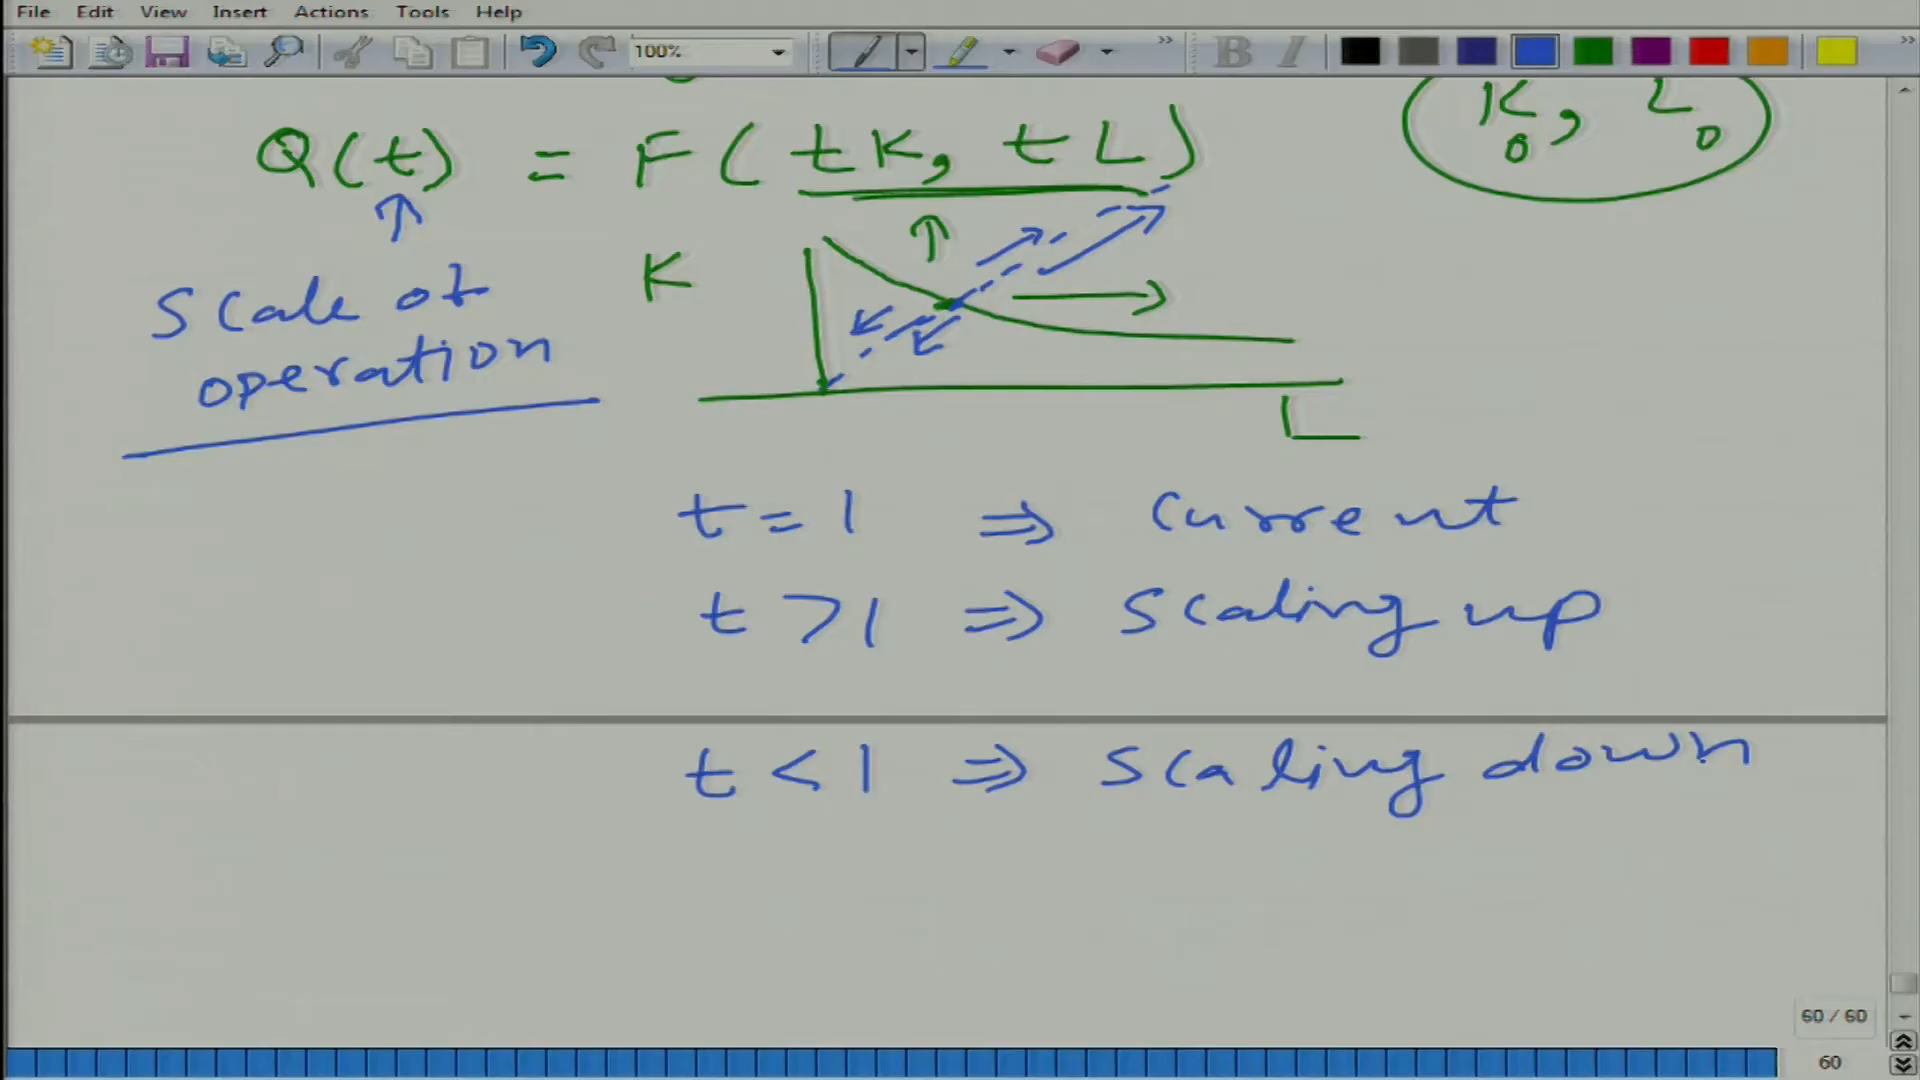 File Edit View Insert Actions Tools Help
100%
B I
K₀, L₀
Q(t) = F(tK, tL)
K
Scale of
operation
L
t = 1 ⇒ current
t > 1 ⇒ scaling up
t < 1 ⇒ scaling down
60 / 60
60